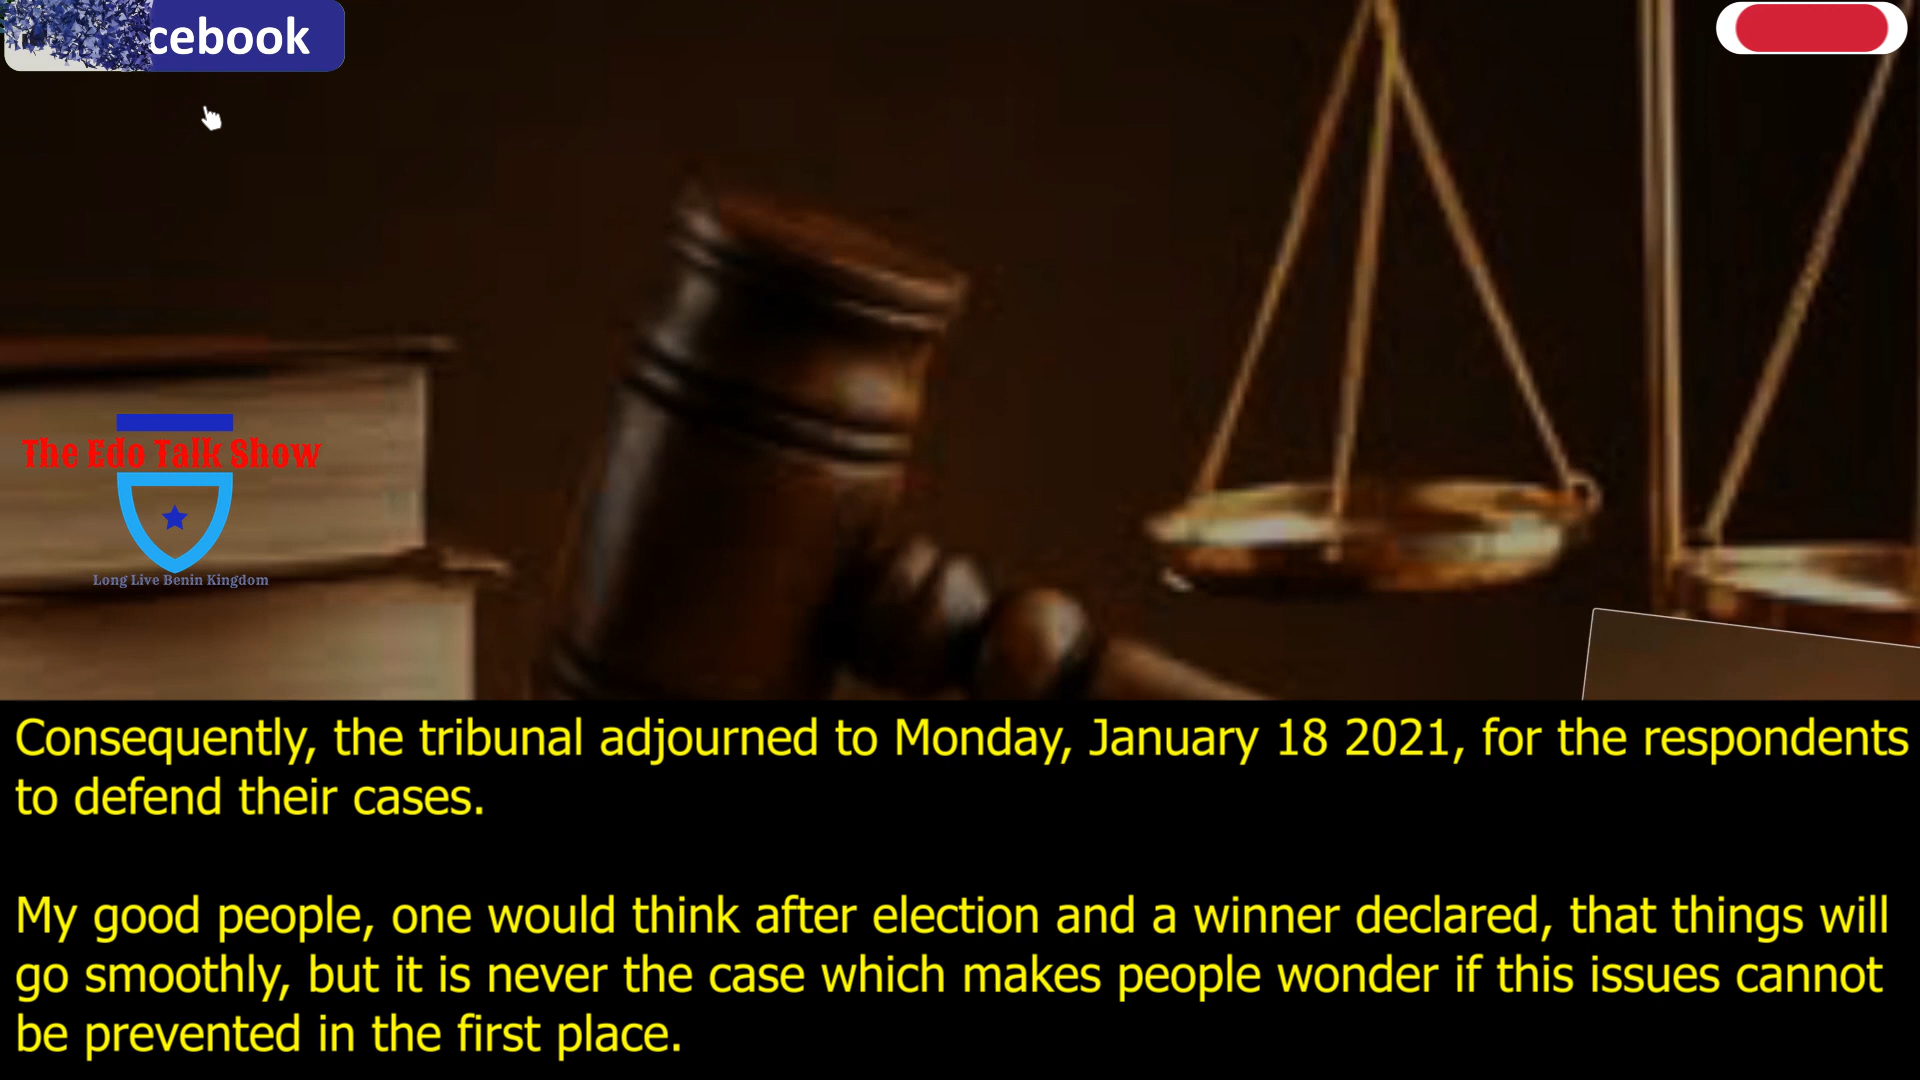 cebook
The Edo Talk Show
Long Live Benin Kingdom
Consequently, the tribunal adjourned to Monday, January 18 2021, for the respondents
to defend their cases.
My good people, one would think after election and a winner declared, that things will
go smoothly, but it is never the case which makes people wonder if this issues cannot
be prevented in the first place.